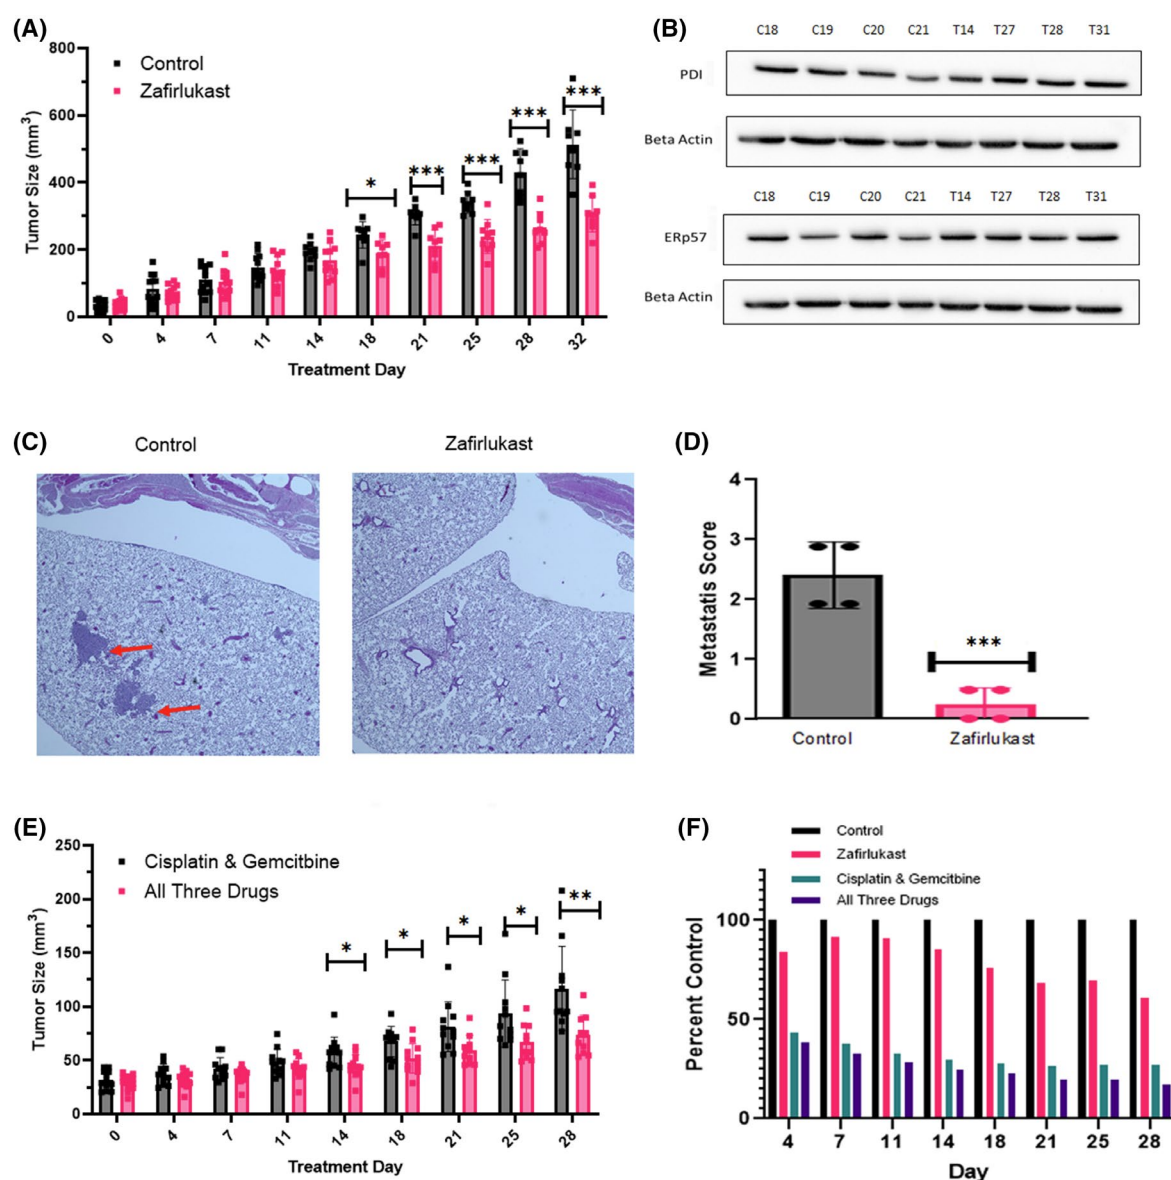 (A)
Control
Zafirlukast
Tumor Size (mm³)
800
600
400
200
0
*
***
***
***
***
0 4 7 11 14 18 21 25 28 32
Treatment Day
(B)
C18 C19 C20 C21 T14 T27 T28 T31
PDI
Beta Actin
C18 C19 C20 C21 T14 T27 T28 T31
ERp57
Beta Actin
(C)
Control Zafirlukast
(D)
Metastatis Score
4
3
2
1
0
***
Control Zafirlukast
(E)
Cisplatin & Gemcitbine
All Three Drugs
Tumor Size (mm³)
250
200
150
100
50
0
*
*
*
*
**
0 4 7 11 14 18 21 25 28
Treatment Day
(F)
Control
Zafirlukast
Cisplatin & Gemcitbine
All Three Drugs
Percent Control
100
50
0
4 7 11 14 18 21 25 28
Day